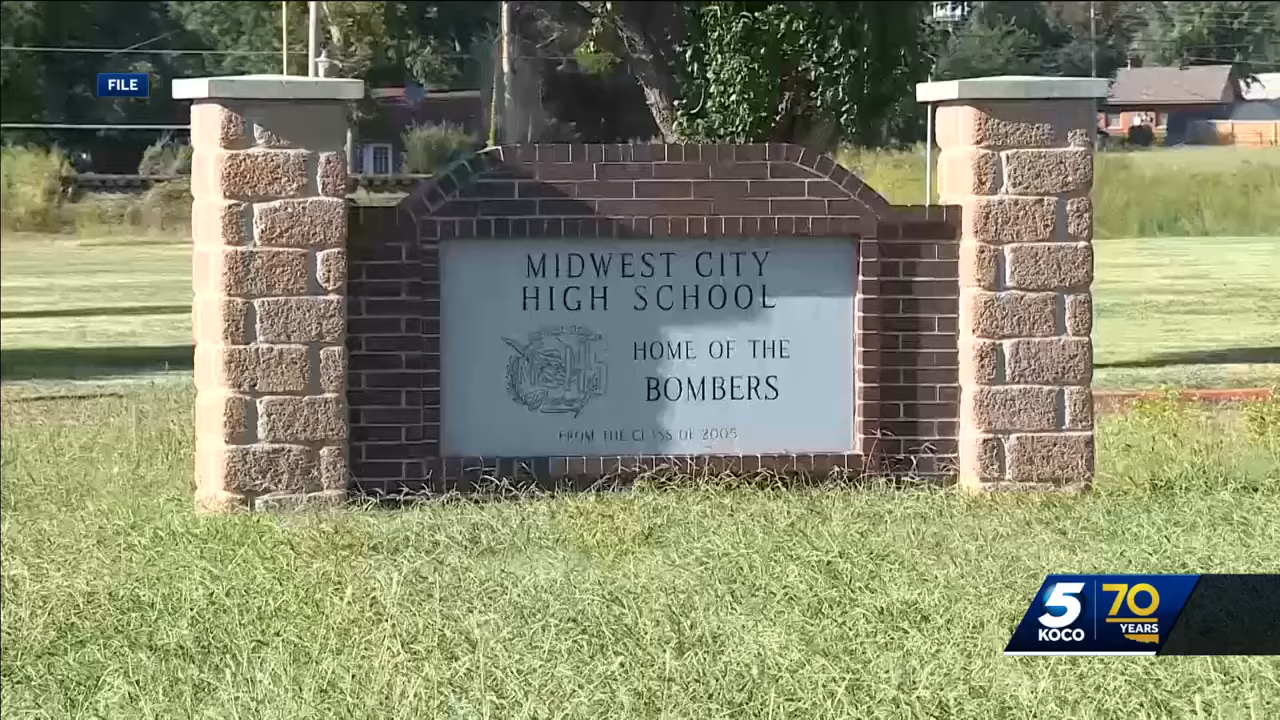 FILE
MIDWEST CITY
HIGH SCHOOL
HOME OF THE
BOMBERS
FROM THE CLASS OF 2005
5
KOCO
70
YEARS